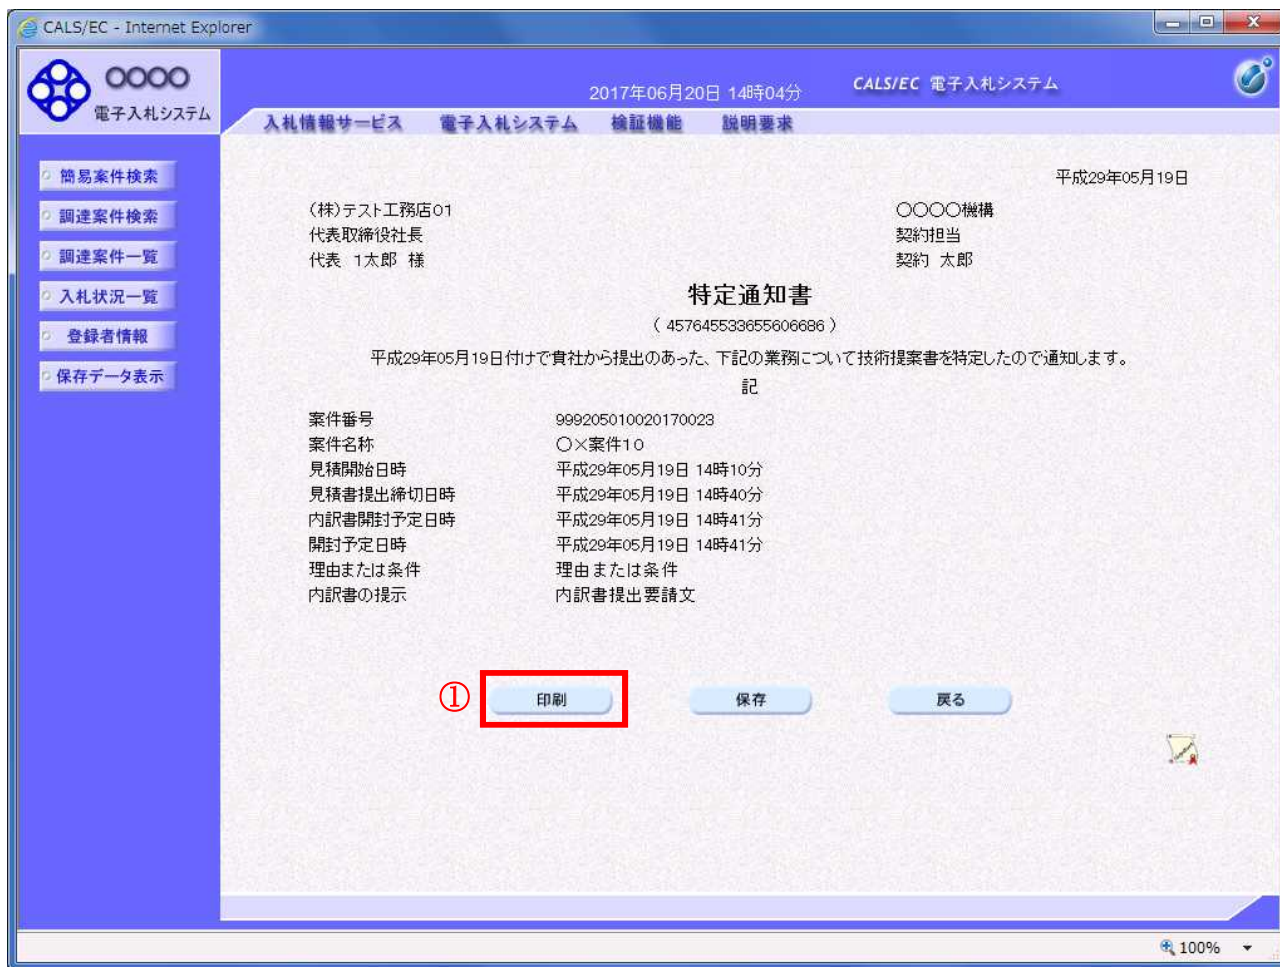 CALS/EC - Internet Explorer
OOOO
電子入札システム
2017年06月20日 14時04分
CALS/EC 電子入札システム
入札情報サービス 電子入札システム 検証機能 説明要求
簡易案件検索
調達案件検索
調達案件一覧
入札状況一覧
登録者情報
保存データ表示
平成29年05月19日
(株)テスト工務店01
代表取締役社長
代表 1太郎 様
〇〇〇〇機構
契約担当
契約 太郎
特定通知書
( 457645533655606686 )
平成29年05月19日付けで貴社から提出のあった、下記の業務について技術提案書を特定したので通知します。
記
案件番号 999205010020170023
案件名称 〇×案件10
見積開始日時 平成29年05月19日 14時10分
見積書提出締切日時 平成29年05月19日 14時40分
内訳書開封予定日時 平成29年05月19日 14時41分
開封予定日時 平成29年05月19日 14時41分
理由または条件 理由または条件
内訳書の提示 内訳書提出要請文
① 印刷 保存 戻る
100%